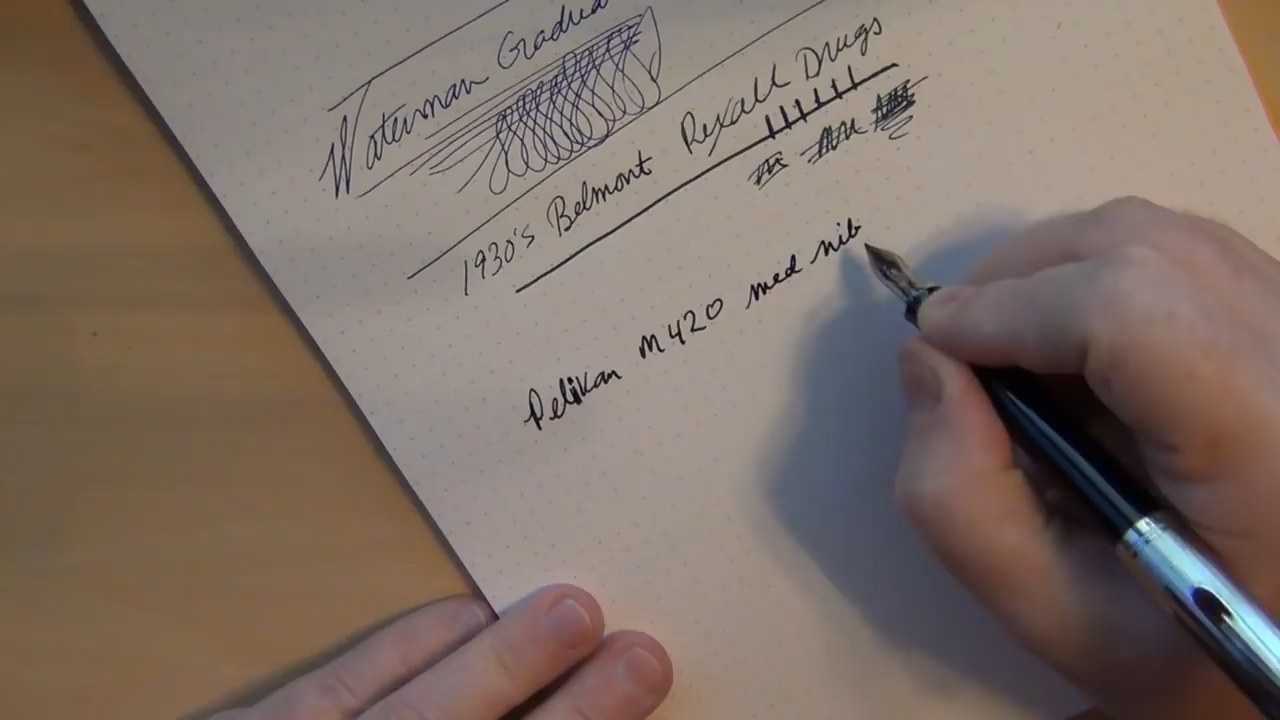 Waterman Gradua
1930's Belmont Rexall Drugs
Pelikan M420 med nib